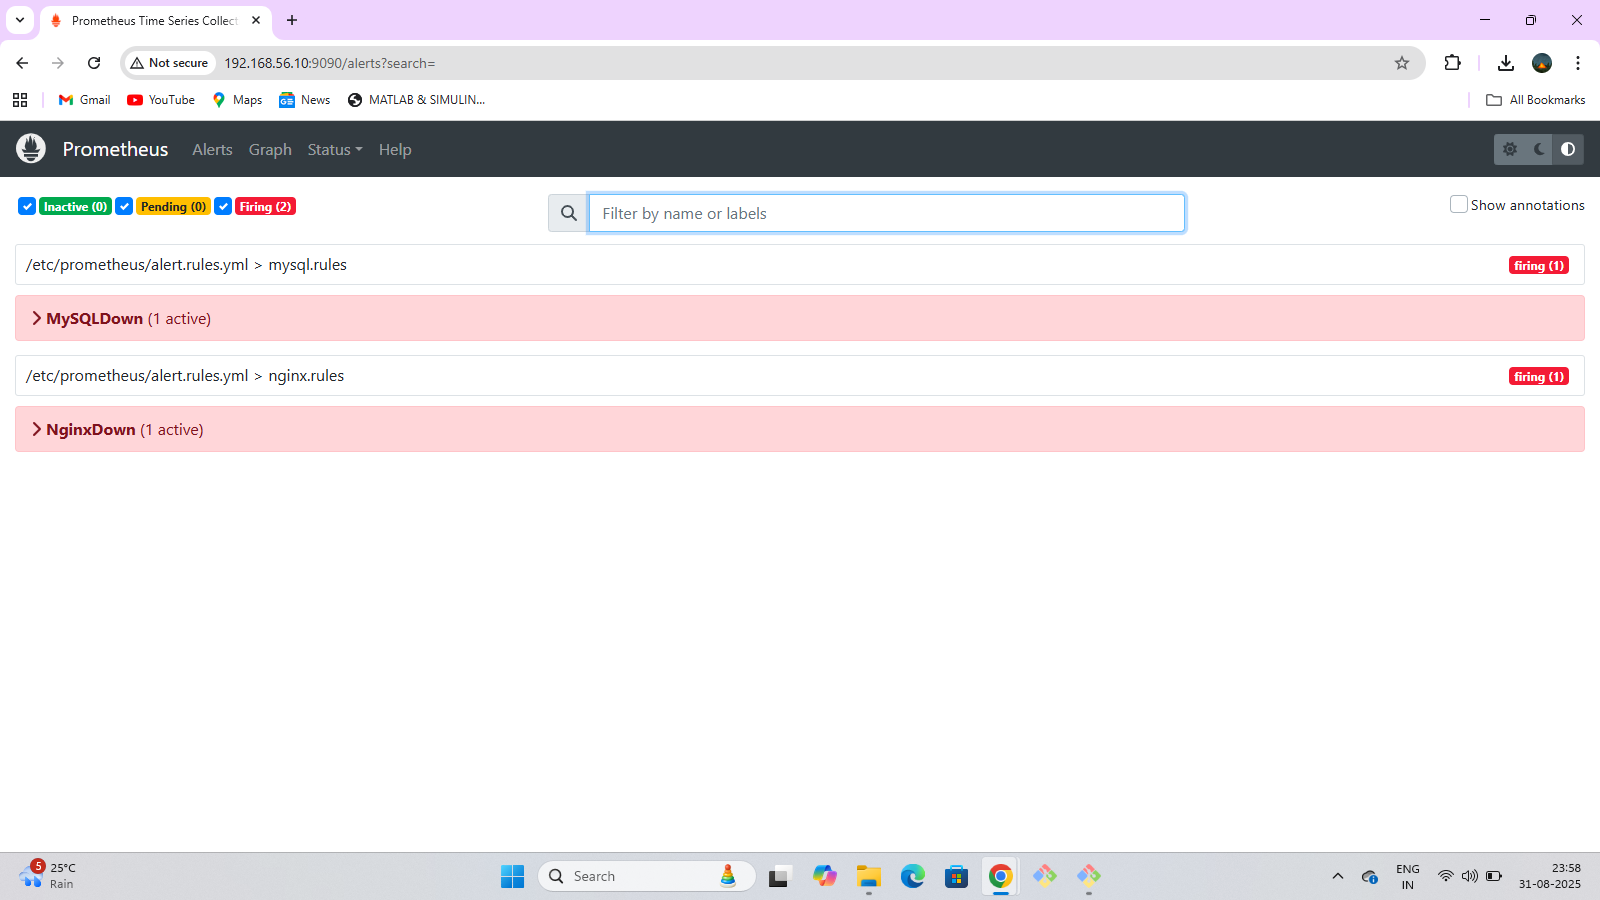 Prometheus Time Series Collect
Not secure
192.168.56.10:9090/alerts?search=
Gmail
YouTube
Maps
News
MATLAB & SIMULIN...
All Bookmarks
Prometheus
Alerts
Graph
Status
Help
Inactive (0)
Pending (0)
Firing (2)
Filter by name or labels
Show annotations
/etc/prometheus/alert.rules.yml > mysql.rules
firing (1)
MySQLDown (1 active)
/etc/prometheus/alert.rules.yml > nginx.rules
firing (1)
NginxDown (1 active)
5
25°C
Rain
Search
ENG
IN
23:58
31-08-2025